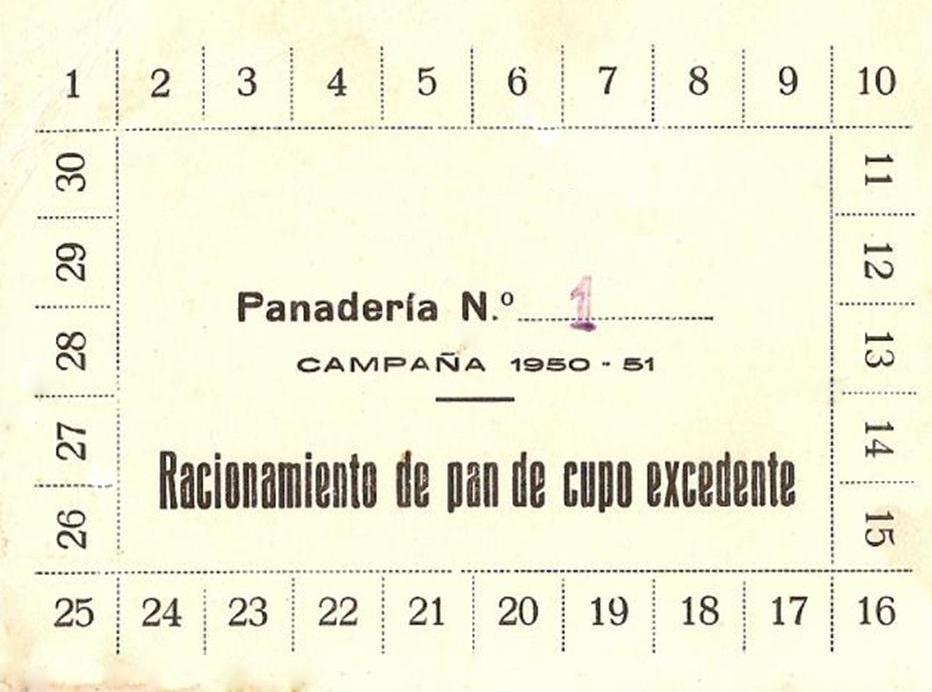 1 2 3 4 5 6 7 8 9 10
30 11
29 12
Panadería N.º 1
28 13
CAMPAÑA 1950 - 51
27 14
Racionamiento de pan de cupo excedente
26 15
25 24 23 22 21 20 19 18 17 16